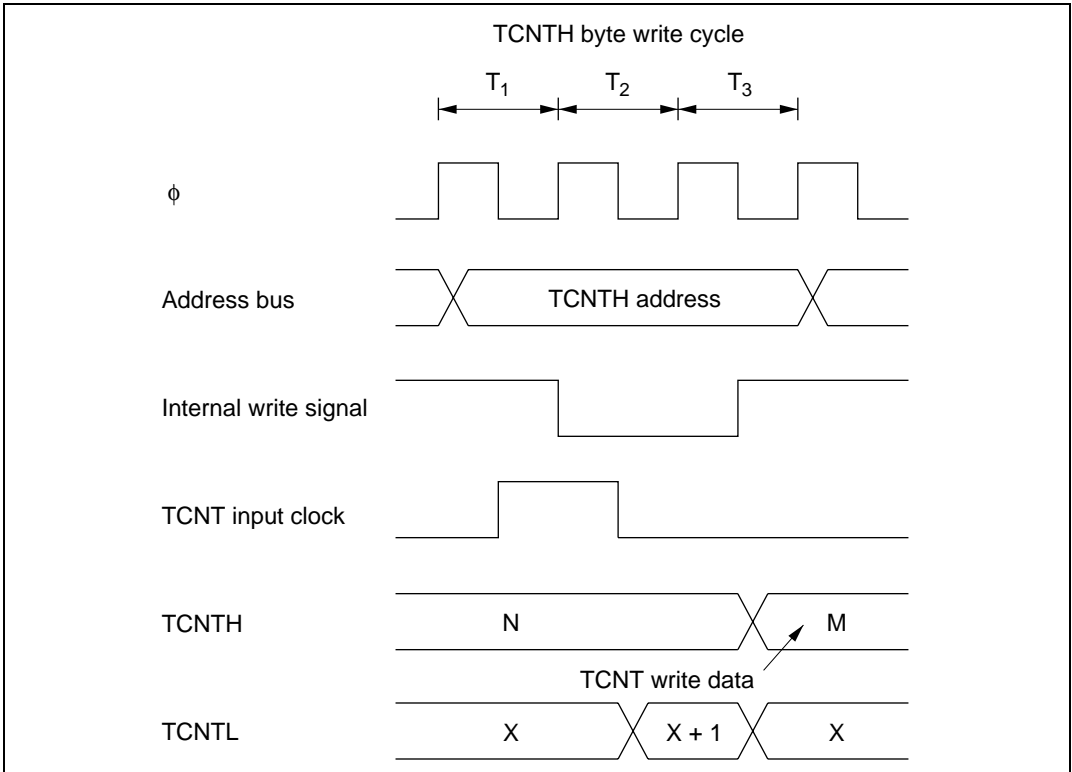 TCNTH byte write cycle
T1 T2 T3
φ
Address bus TCNTH address
Internal write signal
TCNT input clock
TCNTH N M
TCNT write data
TCNTL X X + 1 X